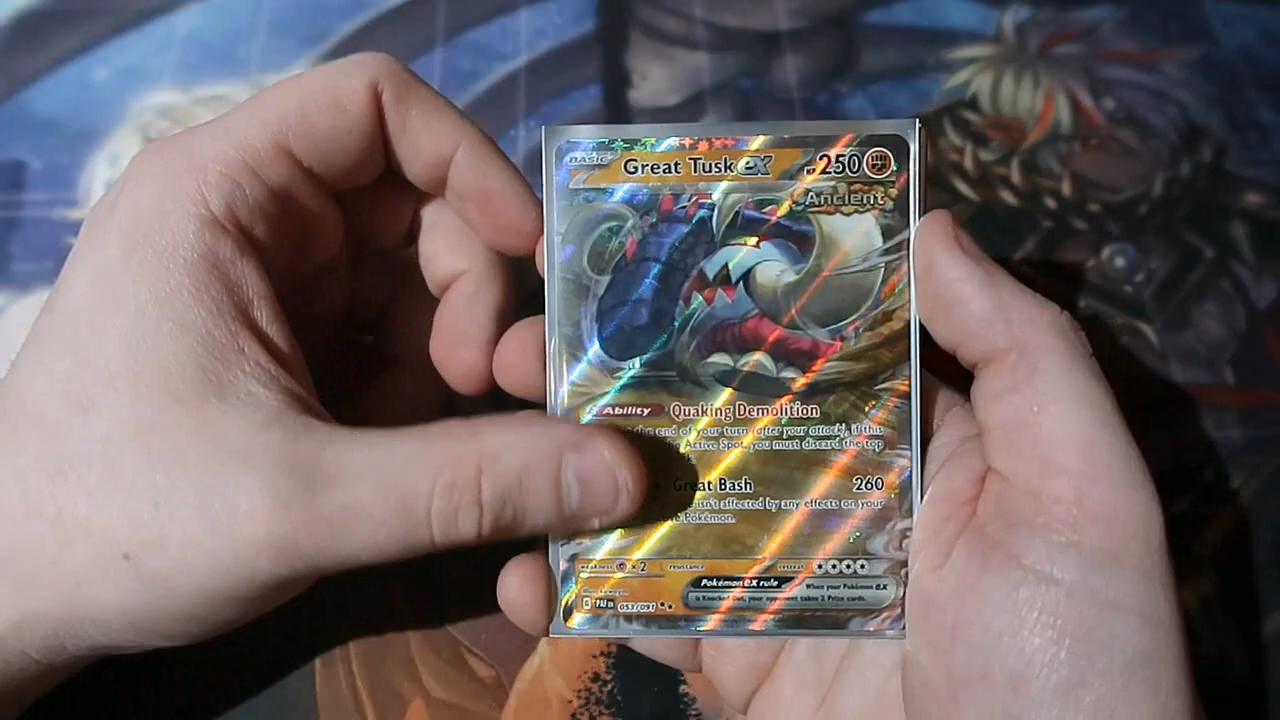 BASIC Great Tusk ex HP 250
Ancient
Ability Quaking Demolition
the end of your turn (after your attack), if this
Active Spot, you must discard the top
Great Bash 260
isn't affected by any effects on your
Pokémon.
weakness ×2 resistance retreat
Pokémon ex rule When your Pokémon ex
is Knocked Out, your opponent takes 2 Prize cards.
G PAF EN 053/091